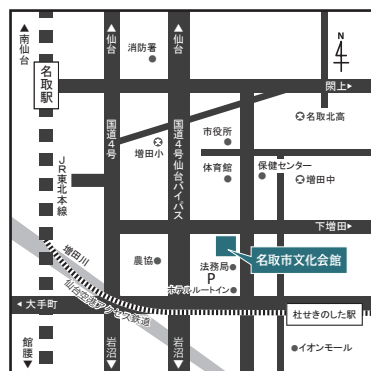 ▲南仙台
▲仙台
▲仙台
N
消防署
名取駅
閖上▶
名取北高
国道4号
国道4号仙台バイパス
市役所
増田小
JR東北本線
体育館
保健センター
増田中
下増田▶
増田川
農協
法務局
名取市文化会館
P
ホテルルートイン
仙台空港アクセス鉄道
◀大手町
杜せきのした駅
館腰▼
岩沼▼
岩沼▼
イオンモール